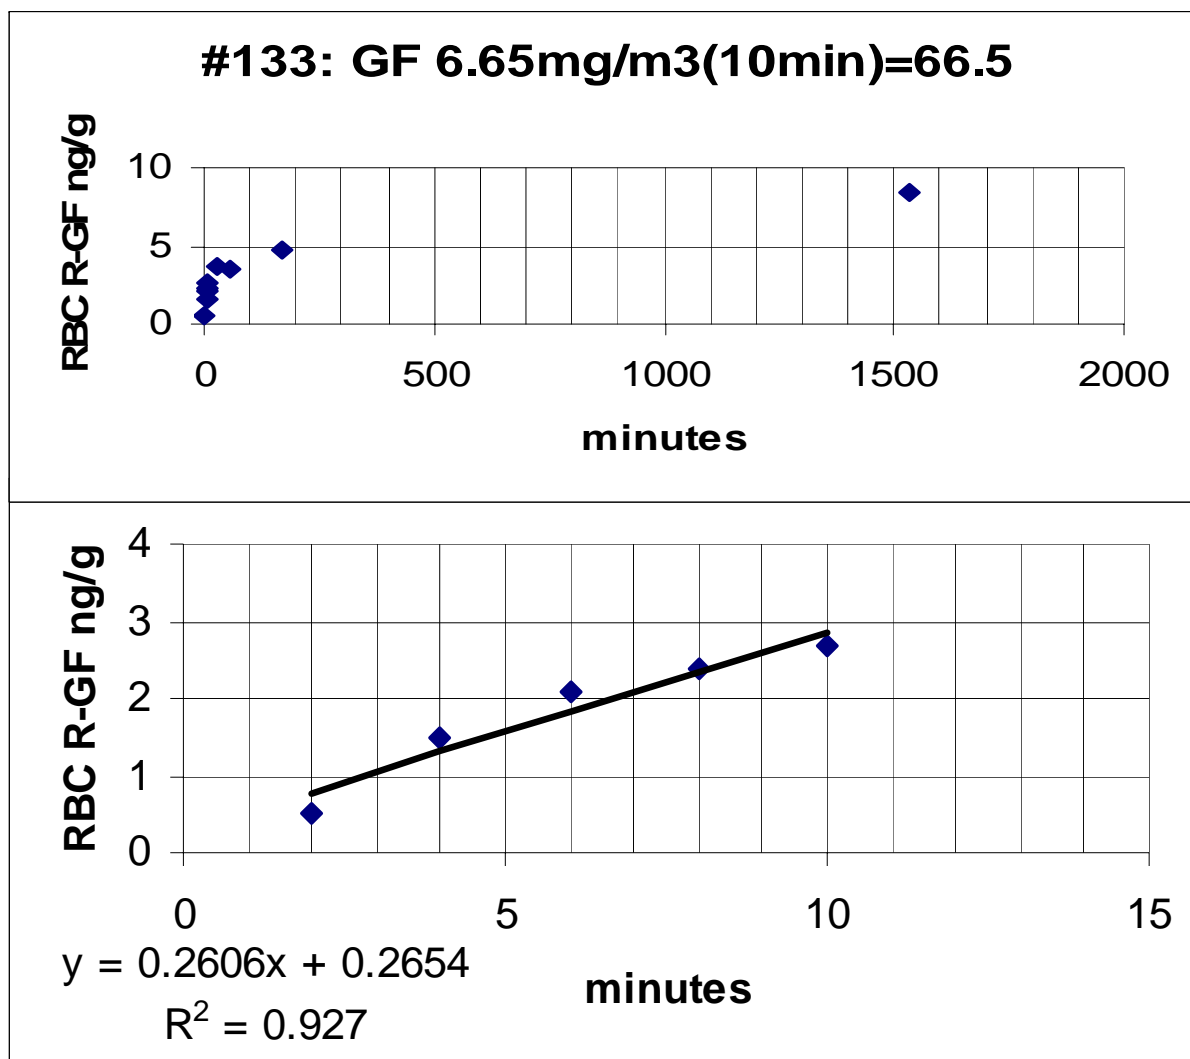 #133: GF 6.65mg/m3(10min)=66.5
RBC R-GF ng/g
10
5
0
0 500 1000 1500 2000
minutes
RBC R-GF ng/g
4
3
2
1
0
0 5 10 15
y = 0.2606x + 0.2654
minutes
R² = 0.927